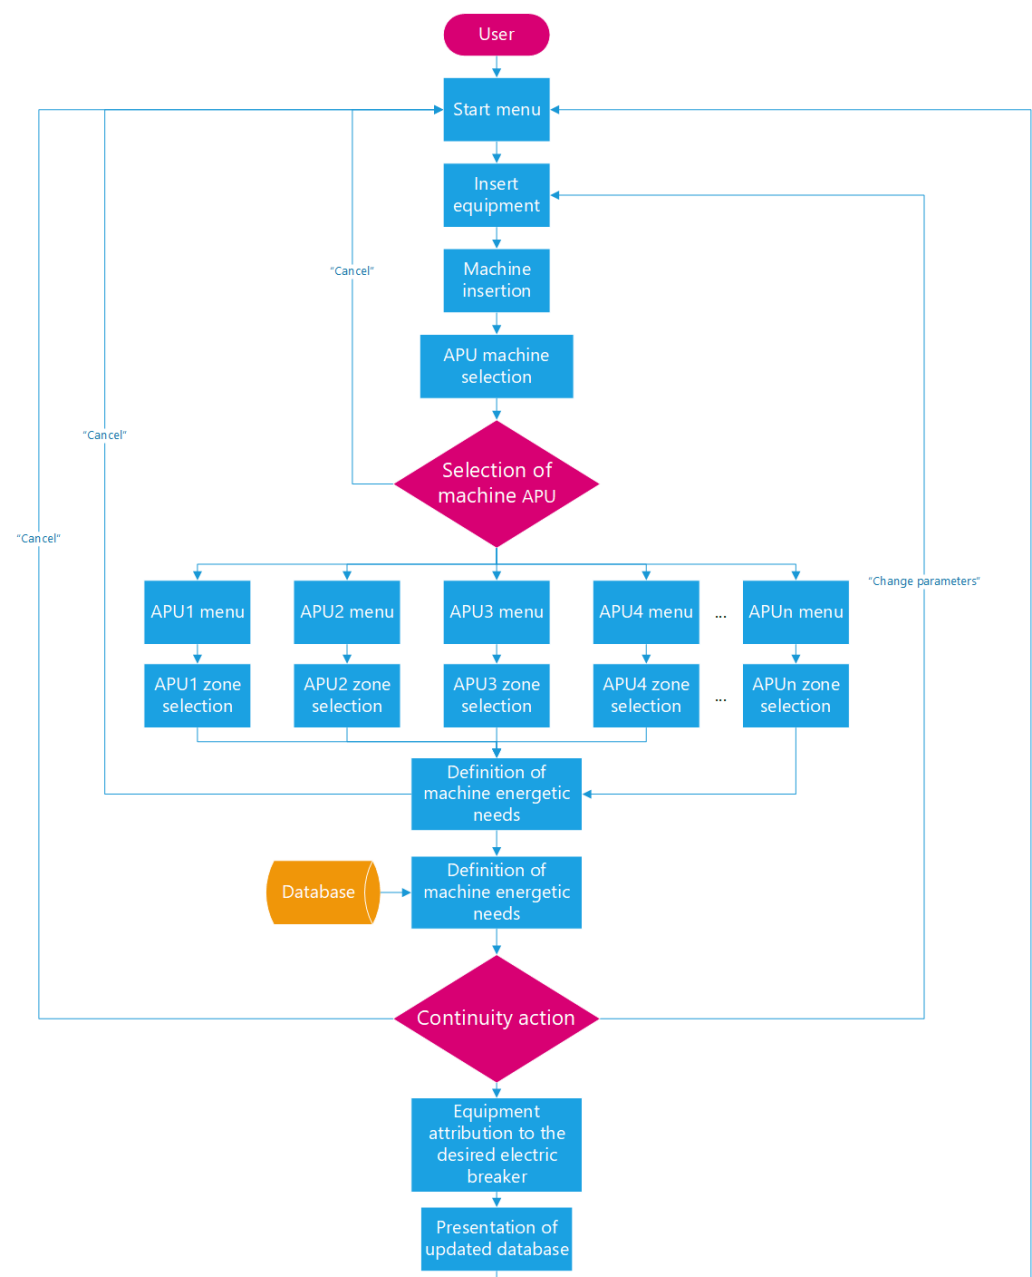 User
Start menu
Insert
equipment
Machine
insertion
"Cancel"
APU machine
selection
"Cancel"
Selection of
machine APU
"Cancel"
"Change parameters"
APU1 menu
APU2 menu
APU3 menu
APU4 menu
...
APUn menu
APU1 zone
selection
APU2 zone
selection
APU3 zone
selection
APU4 zone
selection
...
APUn zone
selection
Definition of
machine energetic
needs
Database
Definition of
machine energetic
needs
Continuity action
Equipment
attribution to the
desired electric
breaker
Presentation of
updated database